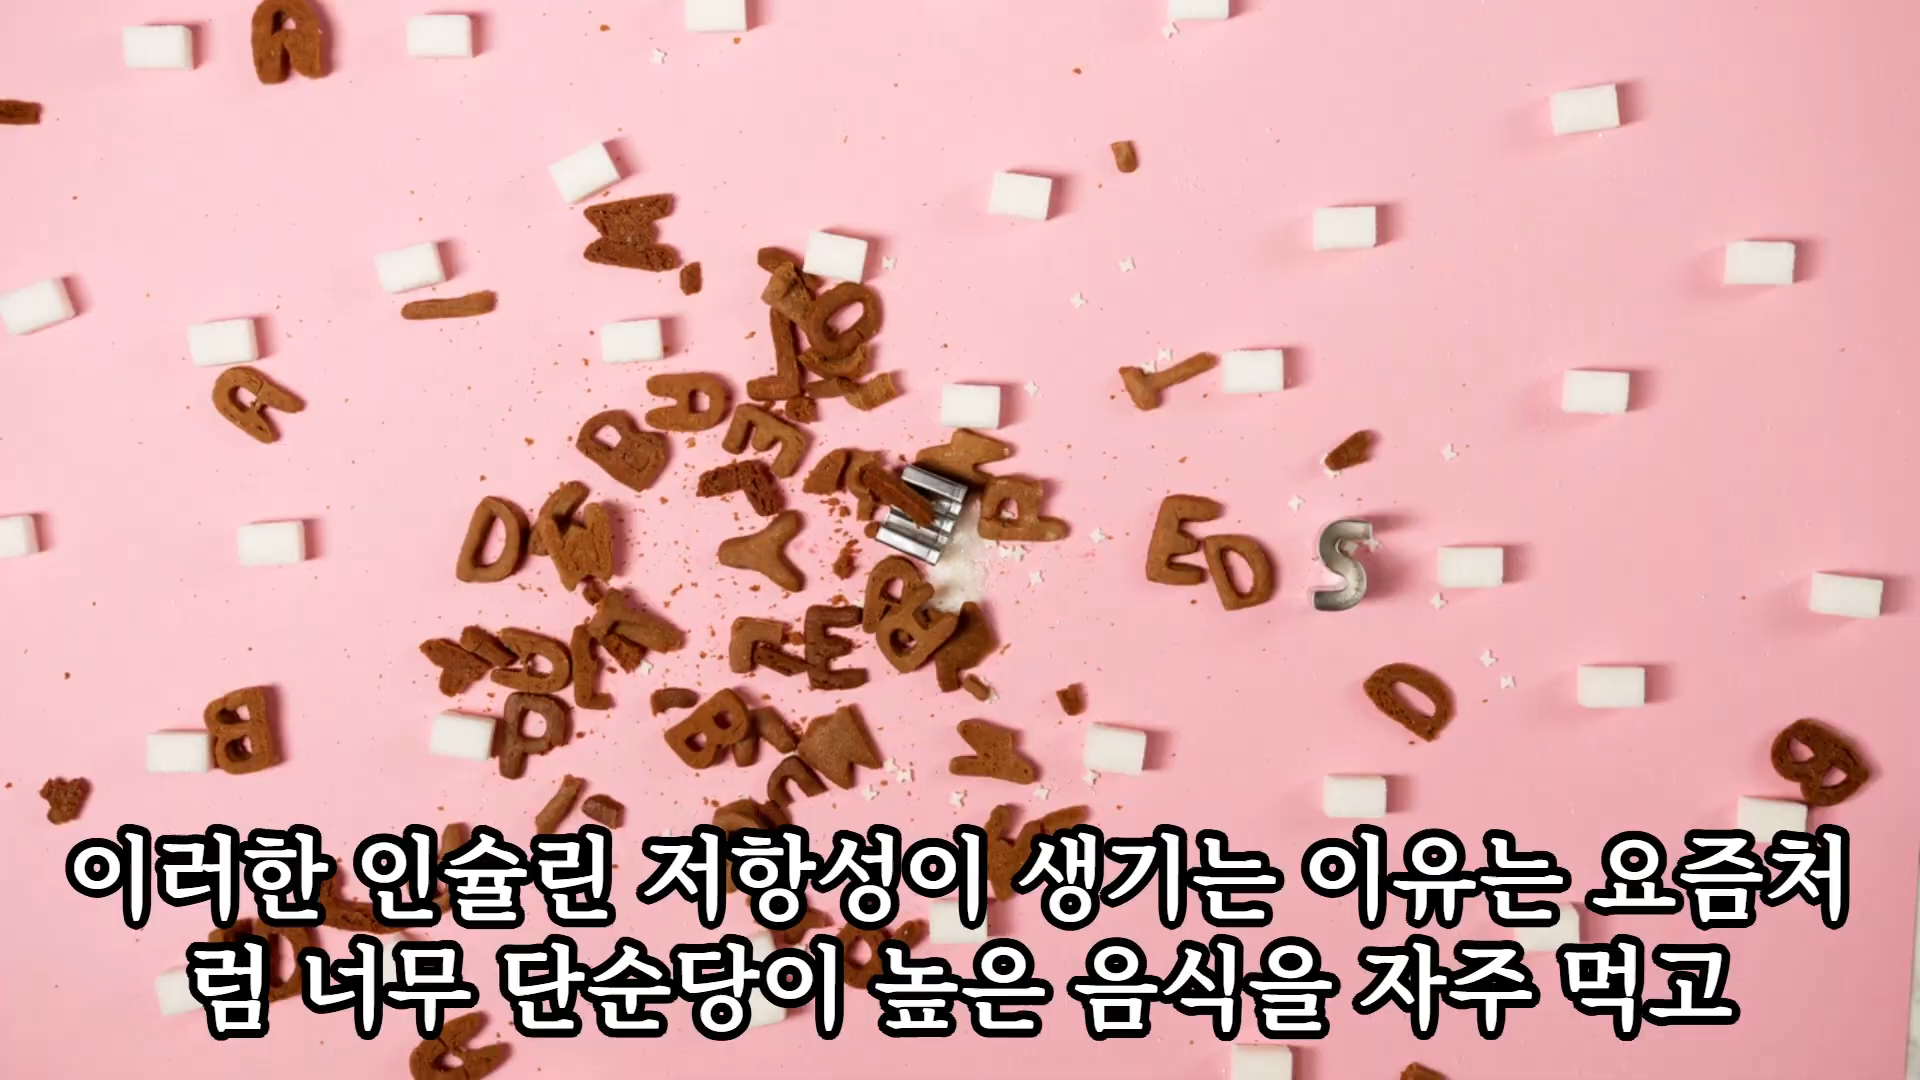 이러한 인슐린 저항성이 생기는 이유는 요즘처
럼 너무 단순당이 높은 음식을 자주 먹고